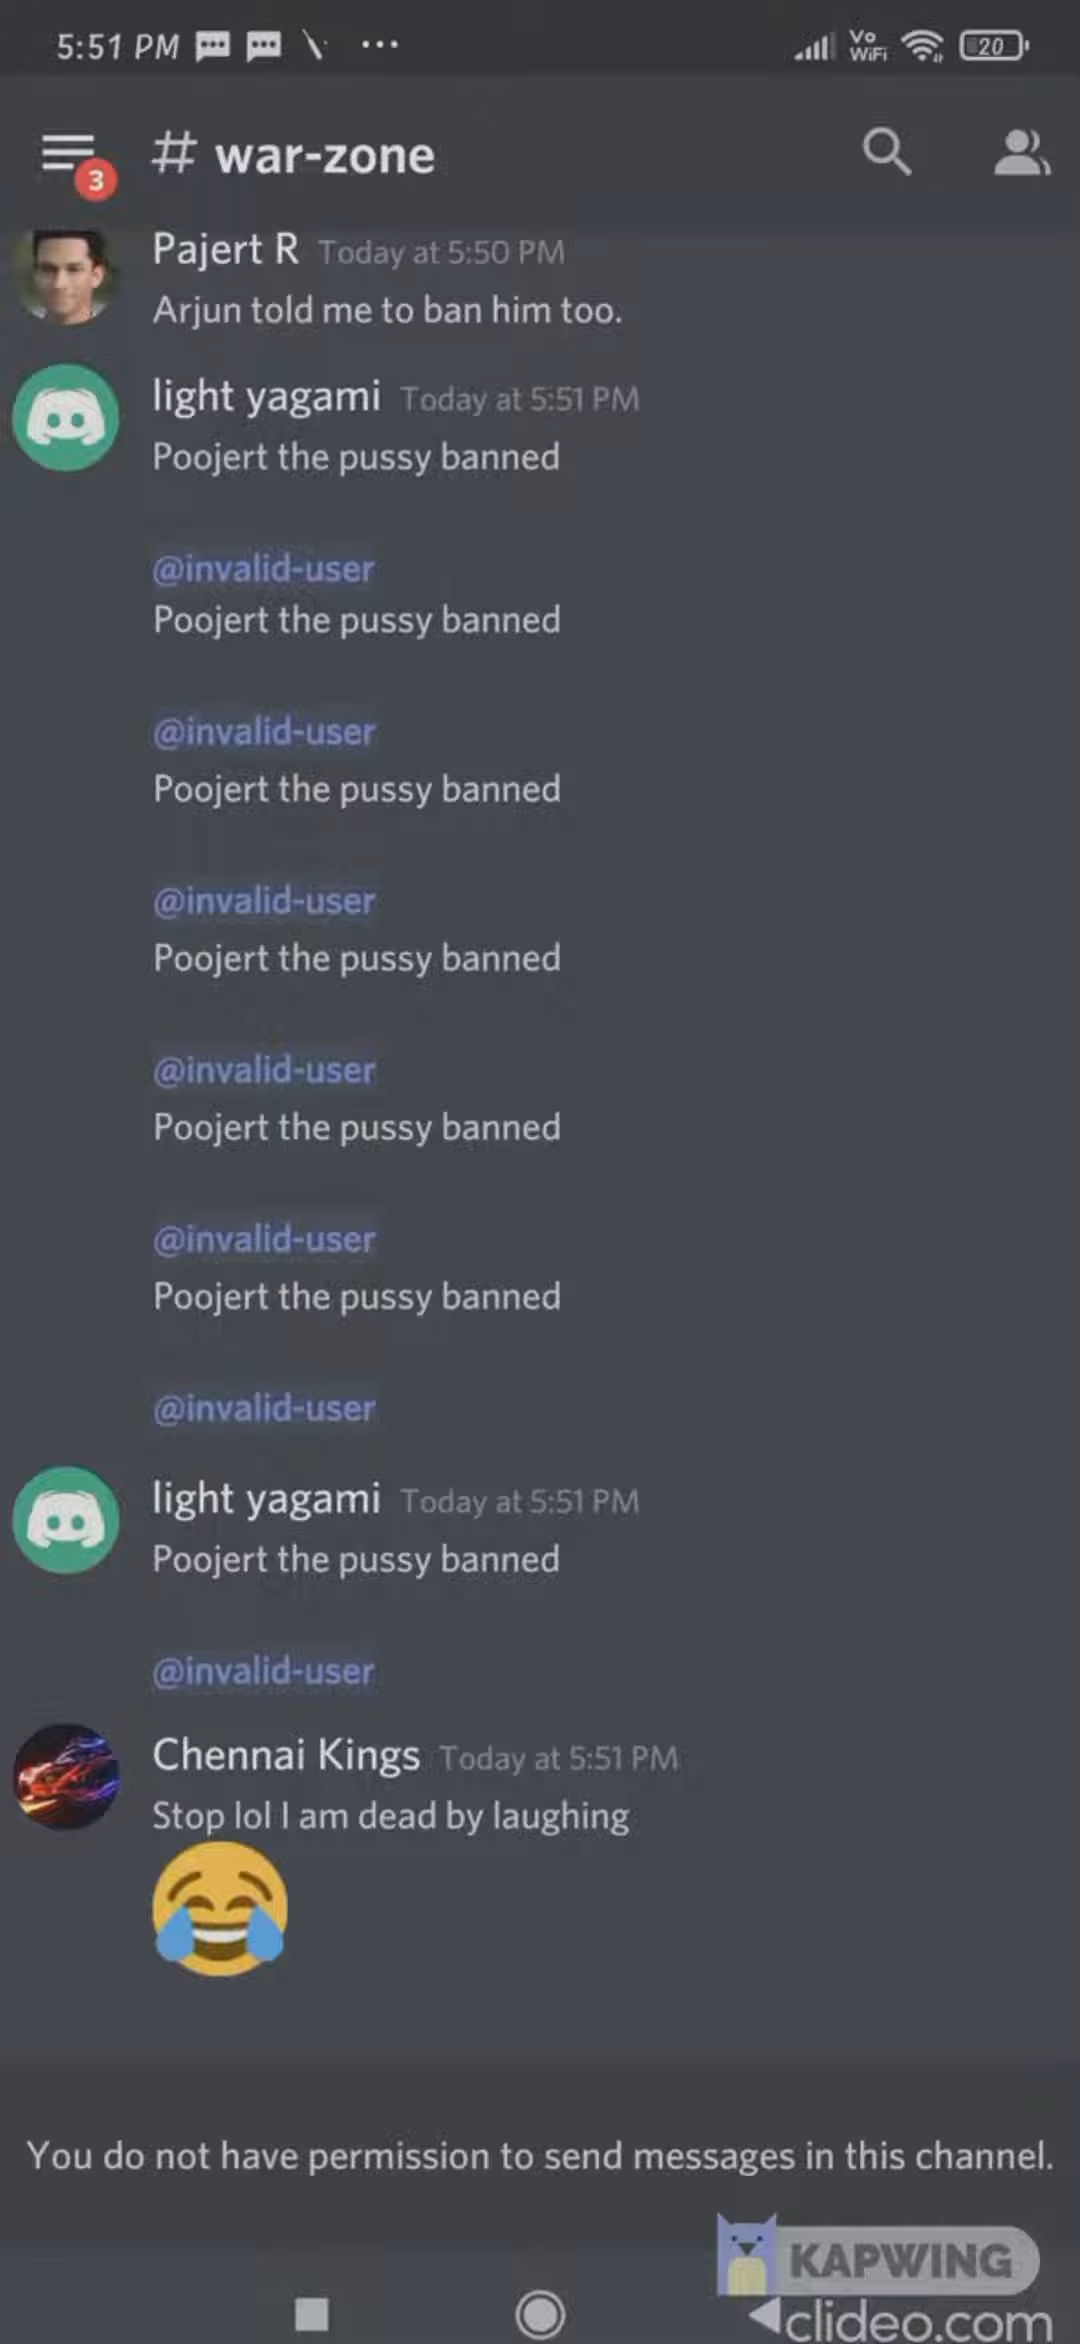 5:51 PM
Vo
WiFi
20
3
# war-zone
Pajert R Today at 5:50 PM
Arjun told me to ban him too.
light yagami Today at 5:51 PM
Poojert the pussy banned
@invalid-user
Poojert the pussy banned
@invalid-user
Poojert the pussy banned
@invalid-user
Poojert the pussy banned
@invalid-user
Poojert the pussy banned
@invalid-user
Poojert the pussy banned
@invalid-user
light yagami Today at 5:51 PM
Poojert the pussy banned
@invalid-user
Chennai Kings Today at 5:51 PM
Stop lol I am dead by laughing
You do not have permission to send messages in this channel.
KAPWING
clideo.com